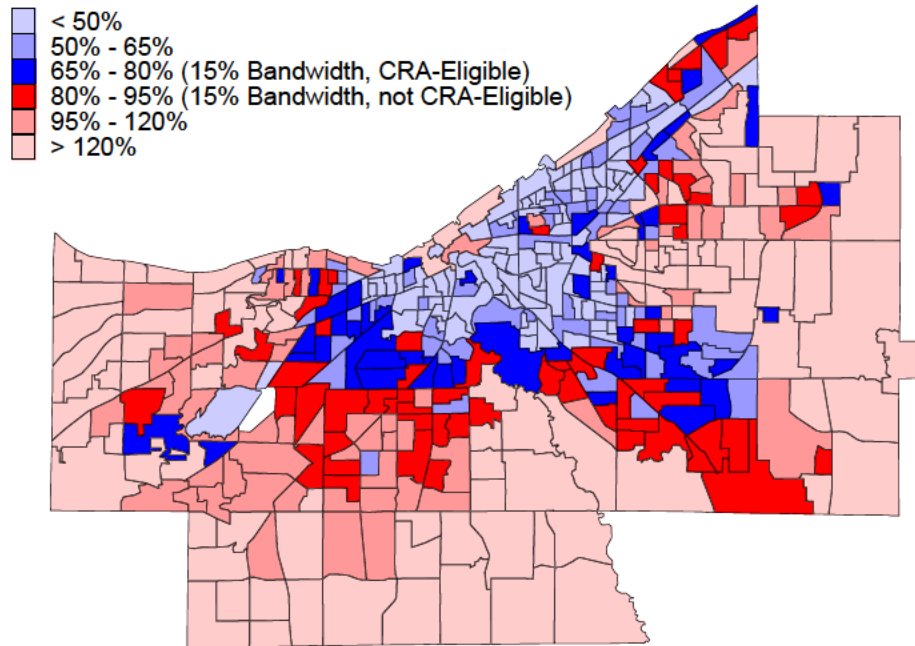 < 50%
50% - 65%
65% - 80% (15% Bandwidth, CRA-Eligible)
80% - 95% (15% Bandwidth, not CRA-Eligible)
95% - 120%
> 120%